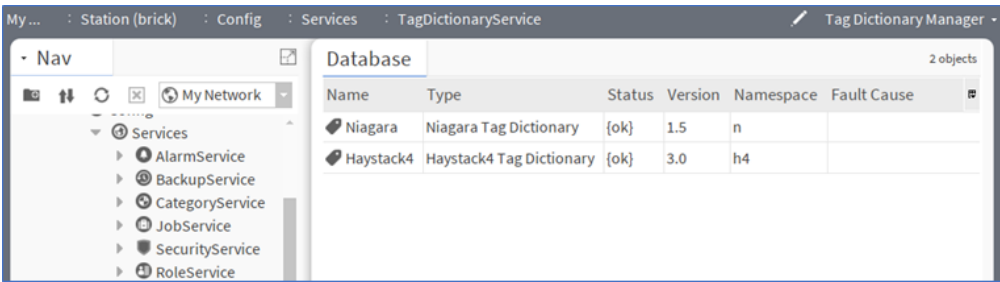 My ... : Station (brick) : Config : Services : TagDictionaryService Tag Dictionary Manager
Nav
My Network
Services
AlarmService
BackupService
CategoryService
JobService
SecurityService
RoleService
Database 2 objects
Name Type Status Version Namespace Fault Cause
Niagara Niagara Tag Dictionary {ok} 1.5 n
Haystack4 Haystack4 Tag Dictionary {ok} 3.0 h4